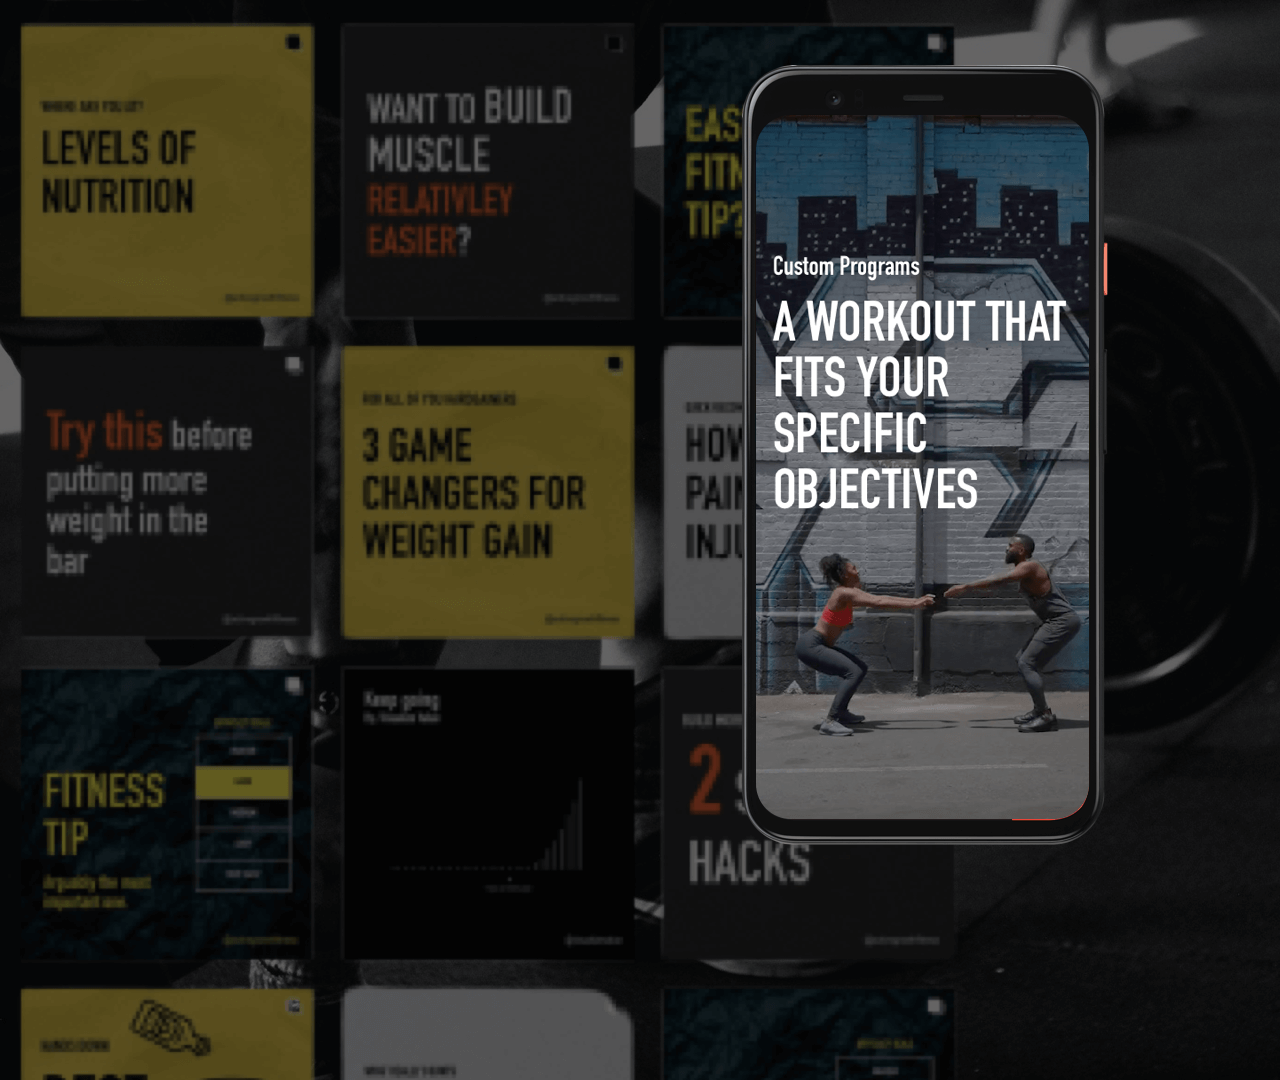 WHERE ARE YOU AT?
LEVELS OF
NUTRITION
WANT TO BUILD
MUSCLE
RELATIVLEY
EASIER?
EAS
FITN
TIP?
Custom Programs
A WORKOUT THAT
FITS YOUR
SPECIFIC
OBJECTIVES
Try this before
putting more
weight in the
bar
FOR ALL OF YOU HARDGAINERS
3 GAME
CHANGERS FOR
WEIGHT GAIN
HOW
PAIN
INJU
FITNESS
TIP
Arguably the most
important one.
Keep going
2
HACKS
HANDS DOWN
BEST